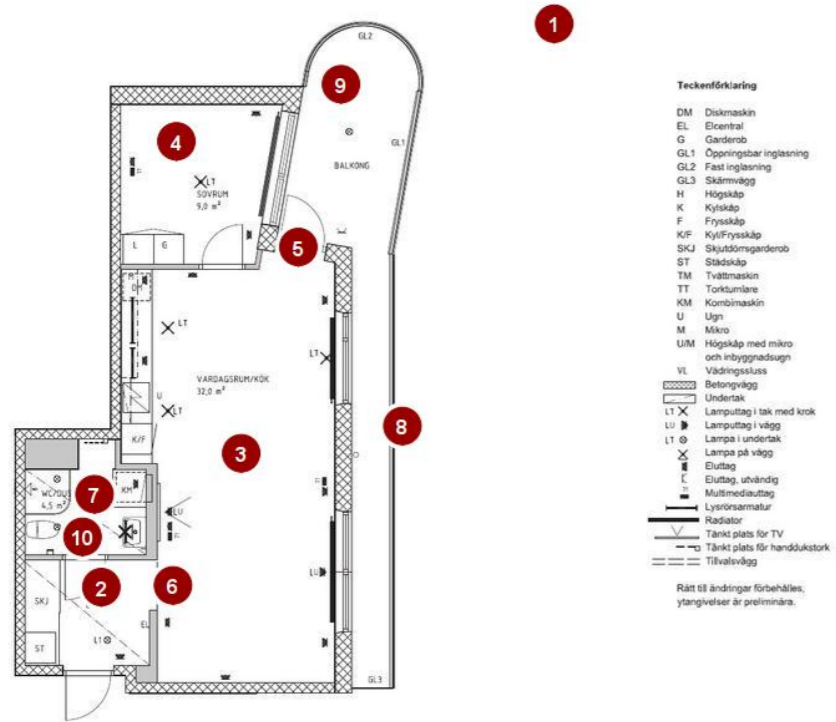 1
GL2
9
Teckenförklaring
DM Diskmaskin
EL Elcentral
G Garderob
GL1 Öppningsbar inglasning
GL2 Fast inglasning
GL3 Skärmvägg
H Högskåp
K Kylskåp
F Frysskåp
K/F Kyl/Frysskåp
SKJ Skjutdörrsgarderob
ST Städskåp
TM Tvättmaskin
TT Torktumlare
KM Kombimaskin
U Ugn
M Mikro
U/M Högskåp med mikro
och inbyggnadsugn
VL Vädringssluss
Betongvägg
Undertak
LT Lamputtag i tak med krok
LU Lamputtag i vägg
LT Lampa i undertak
Lampa på vägg
Eluttag
Eluttag, utvändig
Multimediauttag
Lysrörsarmatur
Radiator
Tänkt plats för TV
Tänkt plats för handdukstork
Tillvalsvägg
Rätt till ändringar förbehålles,
ytangivelser är preliminära.
4
GL1
BALKONG
LT
SOVRUM
9,0 m²
L G
5
M
DM
LT
LT
VARDAGSRUM/KÖK
32,0 m²
U
LT
K/F
3
8
7
WC/DUSCH
4,5 m²
KM
LU
10
2
6
LU
SKJ
EL
ST
LT
GL3